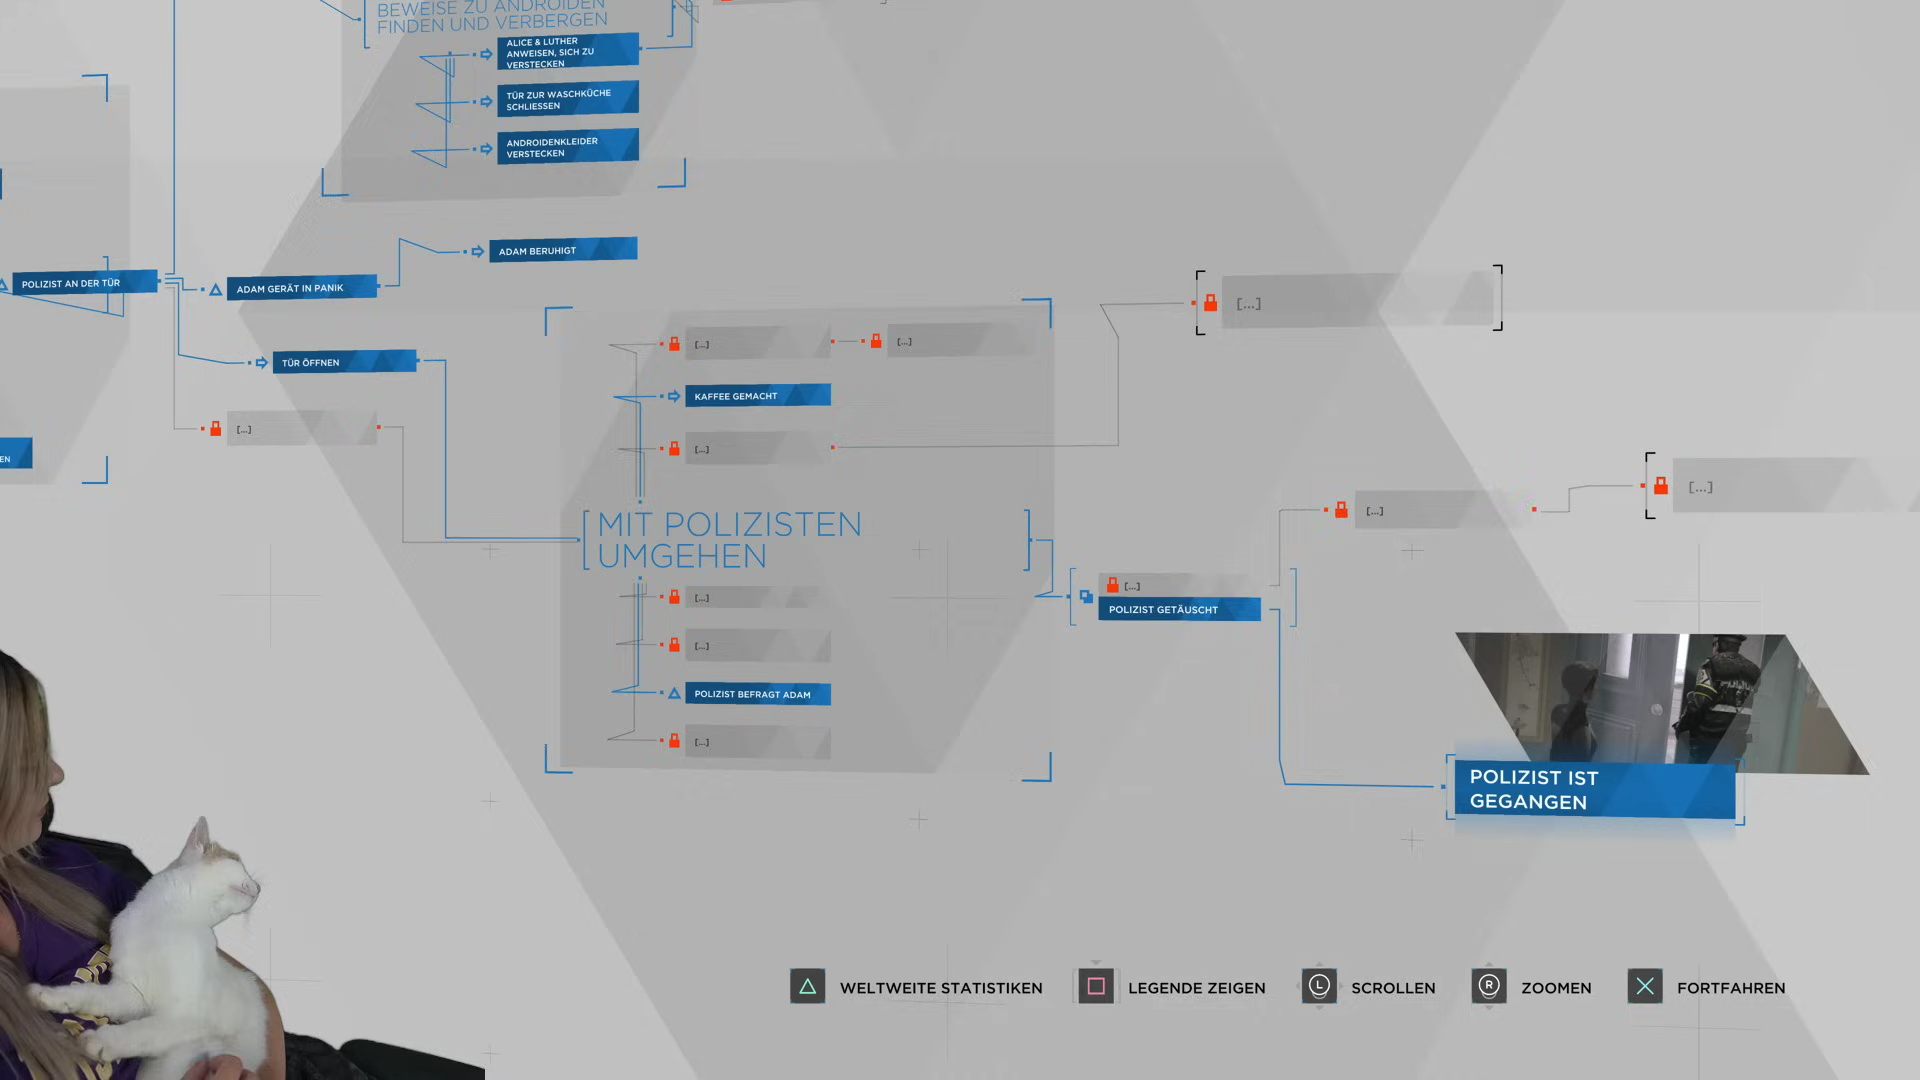 BEWEISE ZU ANDROIDEN
FINDEN UND VERBERGEN
ALICE & LUTHER
ANWEISEN, SICH ZU
VERSTECKEN
TÜR ZUR WASCHKÜCHE
SCHLIESSEN
ANDROIDENKLEIDER
VERSTECKEN
ADAM BERUHIGT
POLIZIST AN DER TÜR
ADAM GERÄT IN PANIK
[...]
[...]
[...]
TÜR ÖFFNEN
KAFFEE GEMACHT
[...]
[...]
EN
[...]
[...]
MIT POLIZISTEN
UMGEHEN
[...]
[...]
POLIZIST GETÄUSCHT
[...]
POLIZIST BEFRAGT ADAM
[...]
POLIZIST IST
GEGANGEN
WELTWEITE STATISTIKEN
LEGENDE ZEIGEN
L
SCROLLEN
R
ZOOMEN
FORTFAHREN